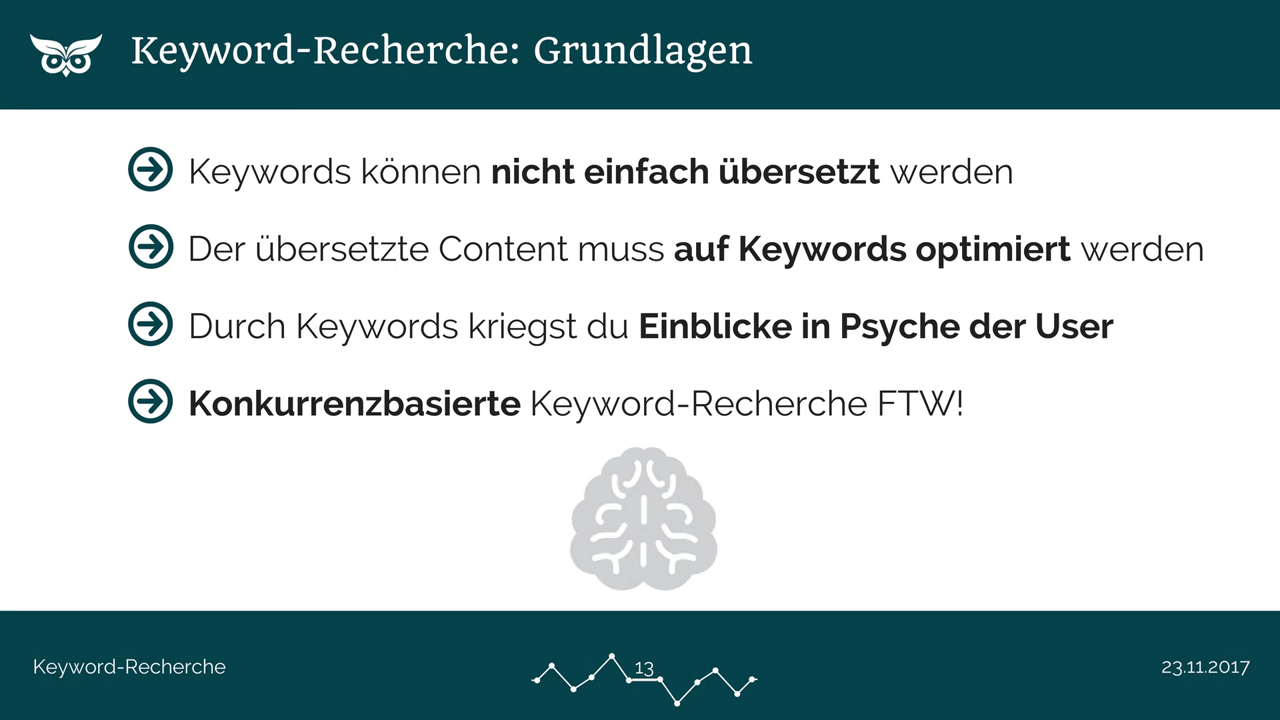 Keyword-Recherche: Grundlagen
Keywords können nicht einfach übersetzt werden
Der übersetzte Content muss auf Keywords optimiert werden
Durch Keywords kriegst du Einblicke in Psyche der User
Konkurrenzbasierte Keyword-Recherche FTW!
Keyword-Recherche
13
23.11.2017